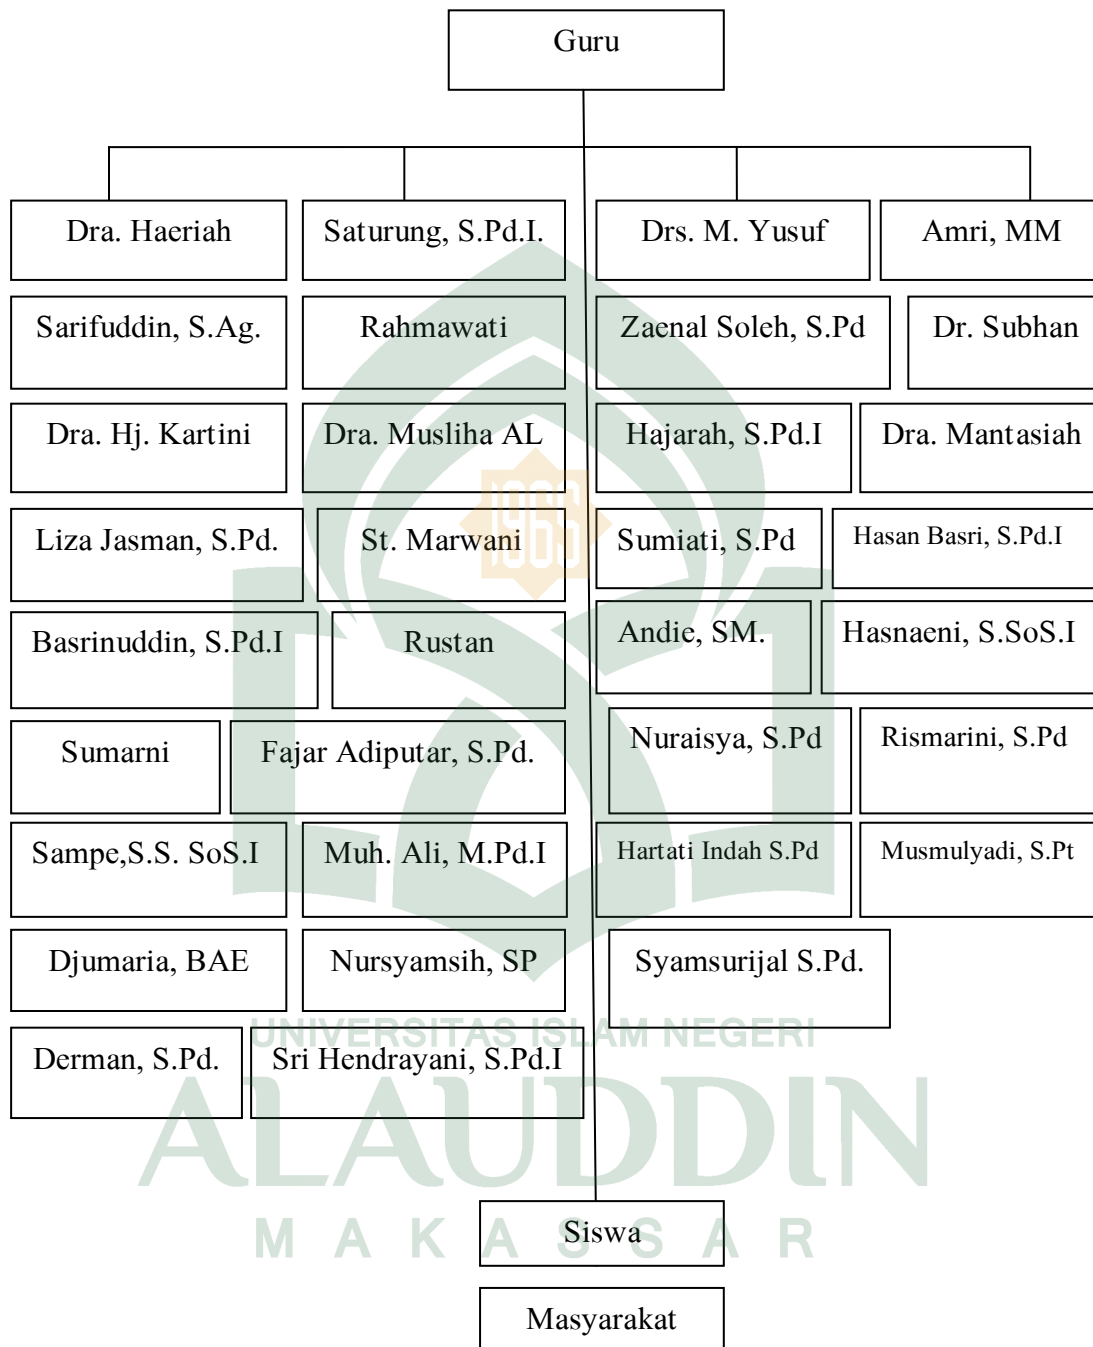 Guru
Dra. Haeriah
Saturung, S.Pd.I.
Drs. M. Yusuf
Amri, MM
Sarifuddin, S.Ag.
Rahmawati
Zaenal Soleh, S.Pd
Dr. Subhan
Dra. Hj. Kartini
Dra. Musliha AL
Hajarah, S.Pd.I
Dra. Mantasiah
1965
Liza Jasman, S.Pd.
St. Marwani
Sumiati, S.Pd
Hasan Basri, S.Pd.I
Basrinuddin, S.Pd.I
Rustan
Andie, SM.
Hasnaeni, S.SoS.I
Sumarni
Fajar Adiputar, S.Pd.
Nuraisya, S.Pd
Rismarini, S.Pd
Sampe,S.S. SoS.I
Muh. Ali, M.Pd.I
Hartati Indah S.Pd
Musmulyadi, S.Pt
Djumaria, BAE
Nursyamsih, SP
Syamsurijal S.Pd.
UNIVERSITAS ISLAM NEGERI
Derman, S.Pd.
Sri Hendrayani, S.Pd.I
ALAUDDIN
Siswa
MAKASSAR
Masyarakat